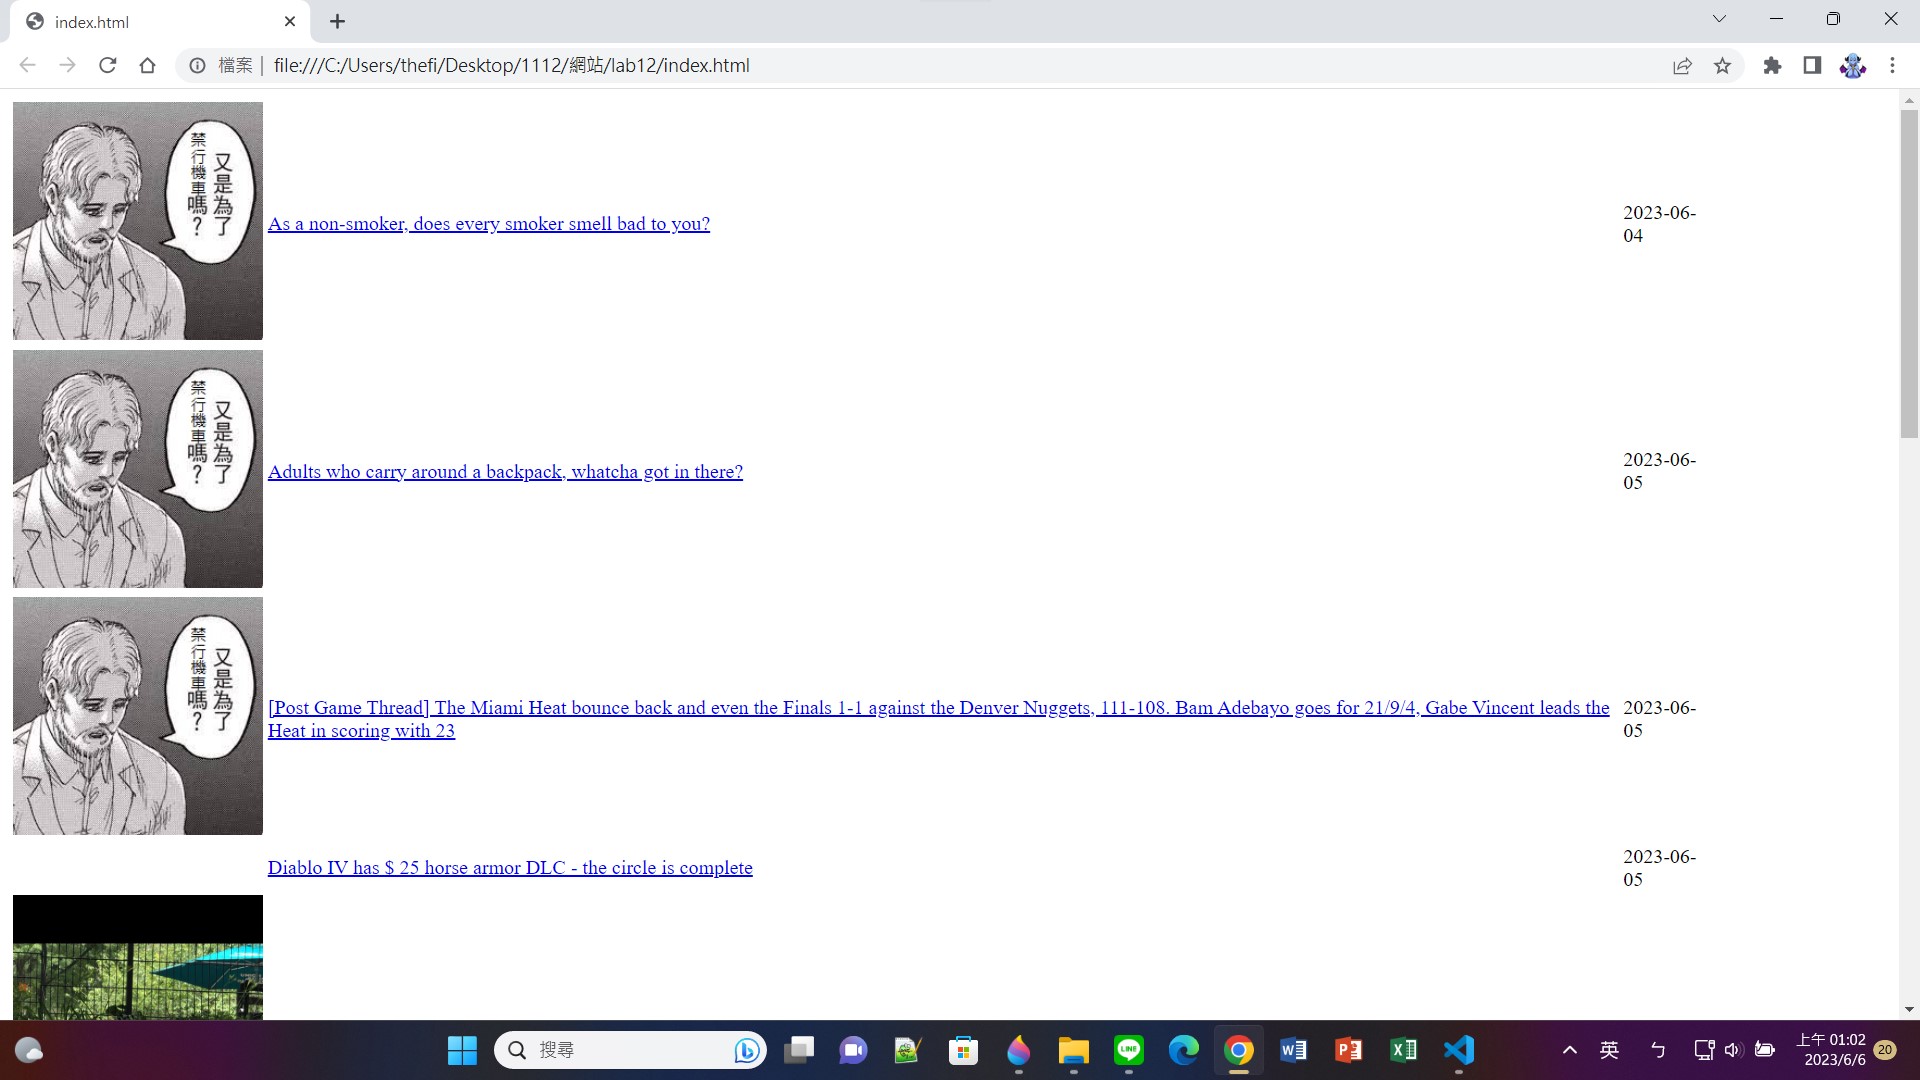 index.html
檔案 | file:///C:/Users/thefi/Desktop/1112/網站/lab12/index.html
又是為了
禁行機車嗎？
As a non-smoker, does every smoker smell bad to you?
2023-06-
04
又是為了
禁行機車嗎？
Adults who carry around a backpack, whatcha got in there?
2023-06-
05
又是為了
禁行機車嗎？
[Post Game Thread] The Miami Heat bounce back and even the Finals 1-1 against the Denver Nuggets, 111-108. Bam Adebayo goes for 21/9/4, Gabe Vincent leads the
Heat in scoring with 23
2023-06-
05
Diablo IV has $ 25 horse armor DLC - the circle is complete
2023-06-
05
搜尋
LINE
英
ㄅ
上午 01:02
2023/6/6
20